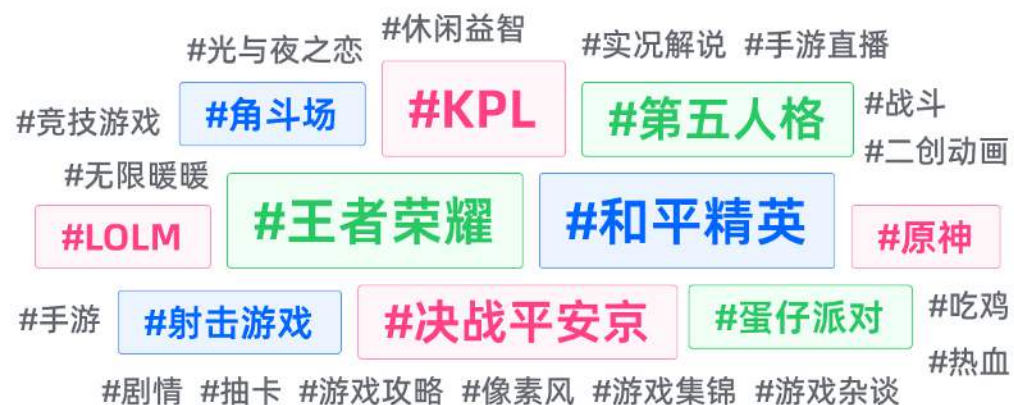 #光与夜之恋 #休闲益智 #实况解说 #手游直播
#竞技游戏 #角斗场 #KPL #第五人格 #战斗
#二创动画
#无限暖暖
#LOLM #王者荣耀 #和平精英 #原神
#手游 #射击游戏 #决战平安京 #蛋仔派对 #吃鸡
#热血
#剧情 #抽卡 #游戏攻略 #像素风 #游戏集锦 #游戏杂谈